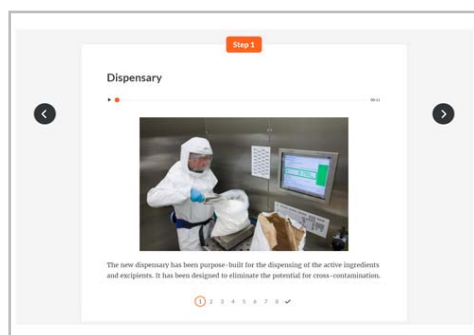 Step 1
Dispensary
The new dispensary has been purpose-built for the dispensing of the active ingredients
and excipients. It has been designed to eliminate the potential for cross-contamination.
1 2 3 4 5 6 7 8